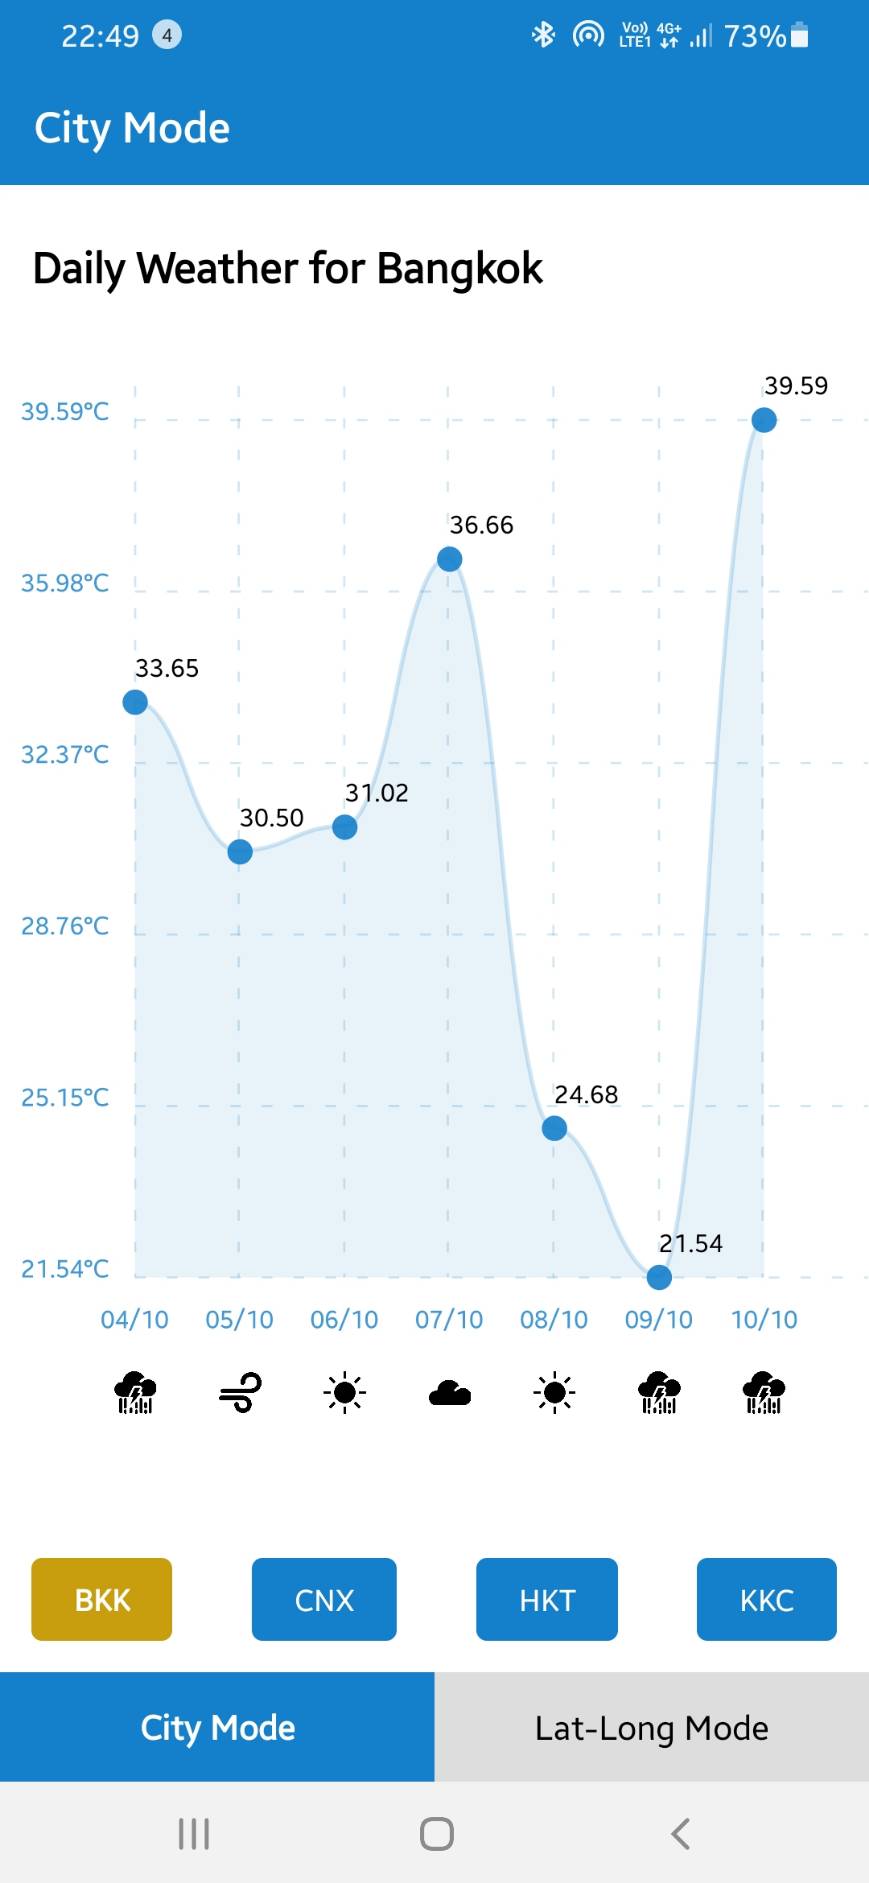 22:49 4 Vo)) LTE1 4G+ 73%
City Mode
Daily Weather for Bangkok
39.59
39.59°C
36.66
35.98°C
33.65
32.37°C
31.02
30.50
28.76°C
25.15°C
24.68
21.54
21.54°C
04/10 05/10 06/10 07/10 08/10 09/10 10/10
BKK CNX HKT KKC
City Mode Lat-Long Mode